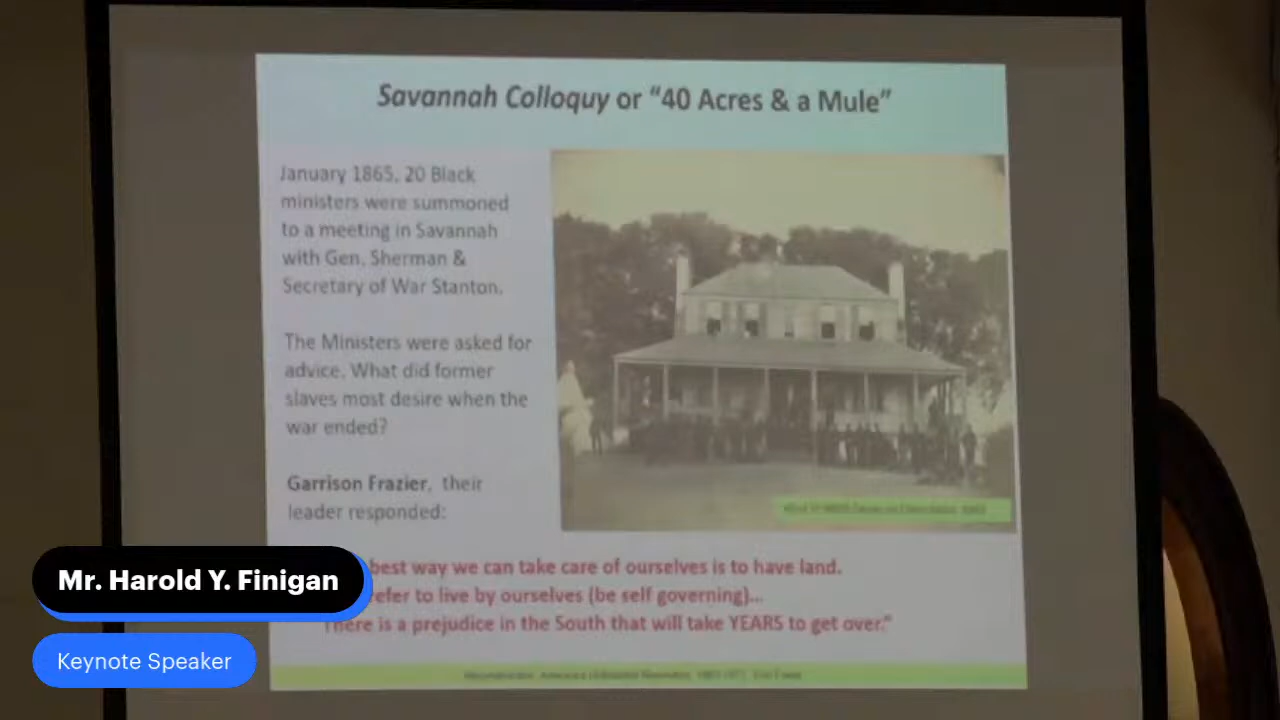 Savannah Colloquy or “40 Acres & a Mule”
January 1865, 20 Black
ministers were summoned
to a meeting in Savannah
with Gen. Sherman &
Secretary of War Stanton.
The Ministers were asked for
advice. What did former
slaves most desire when the
war ended?
Garrison Frazier, their
leader responded:
best way we can take care of ourselves is to have land.
to live by ourselves (be self governing)...
There is a prejudice in the South that will take YEARS to get over.”
Mr. Harold Y. Finigan
Keynote Speaker